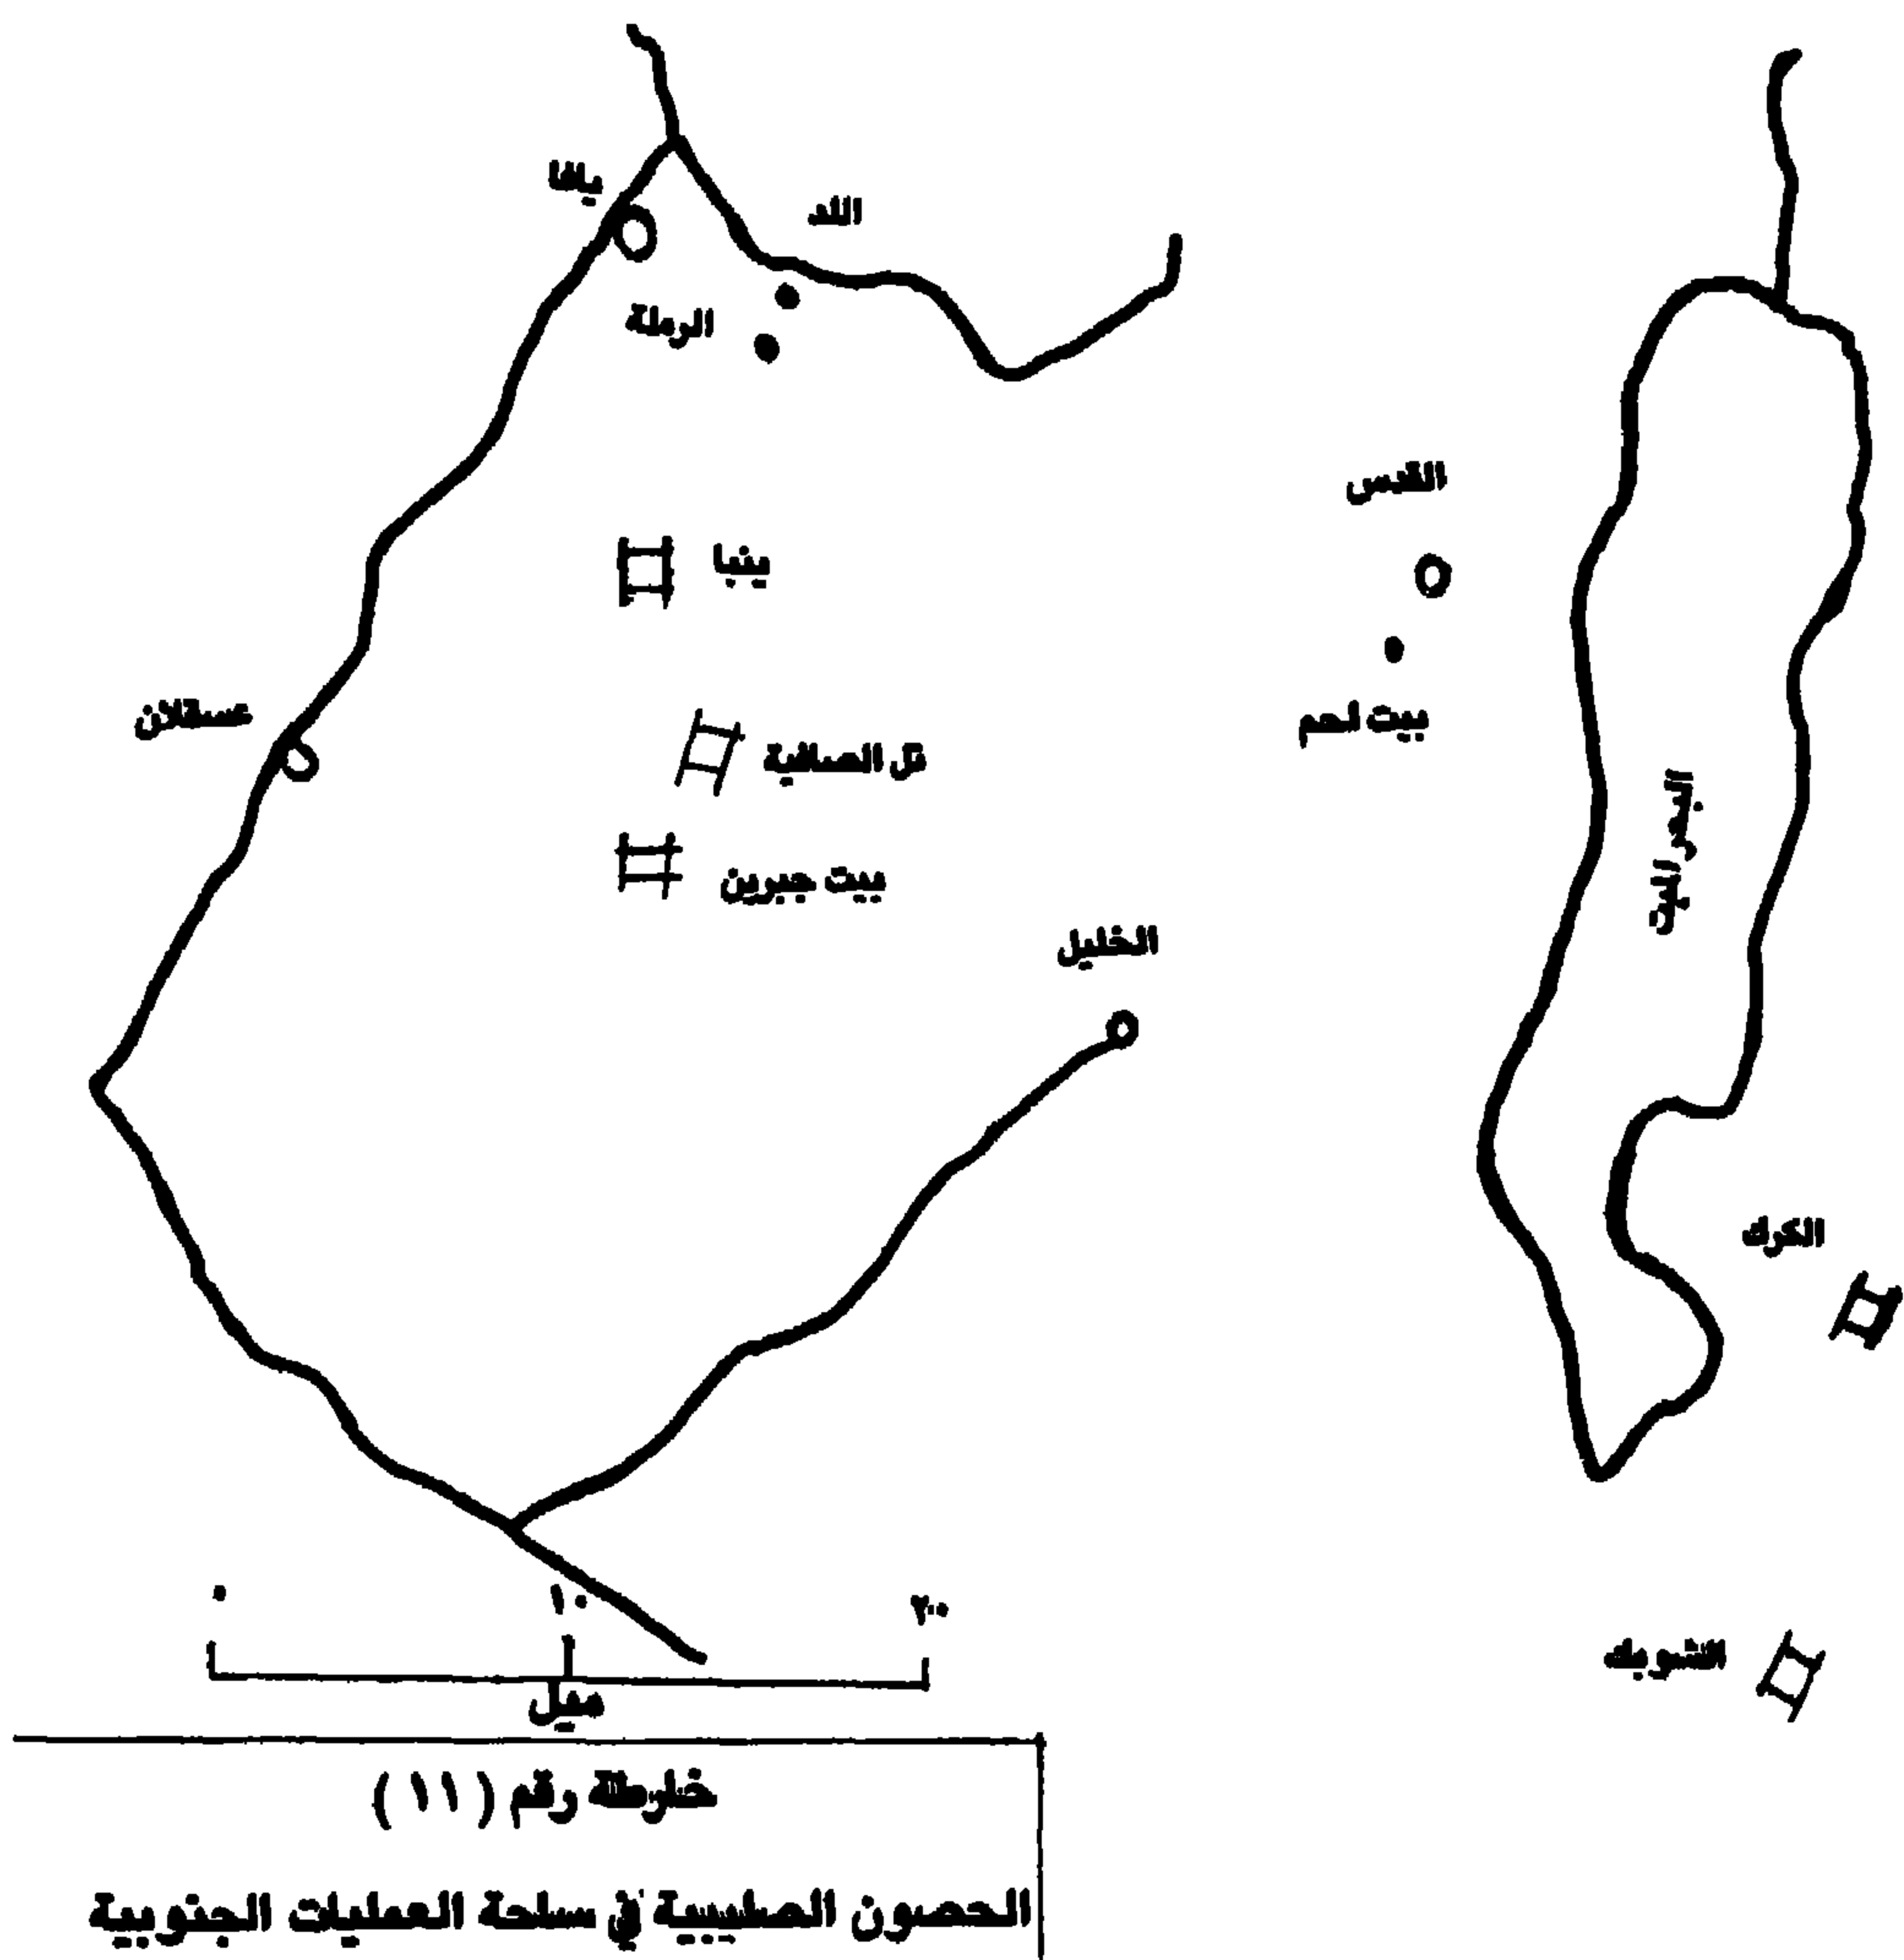 يافا
اللد
الرملة
القدس
يبنا
بيت لحم
عسقلان
تل الصافية
البحر الميت
بيت جبرين
الخليل
الكرك
الشوبك
٠
١٠
٢٠
ميل
خارطة رقم (١١)
الحصون الصليبية في ساحة العمليات الجنوبية